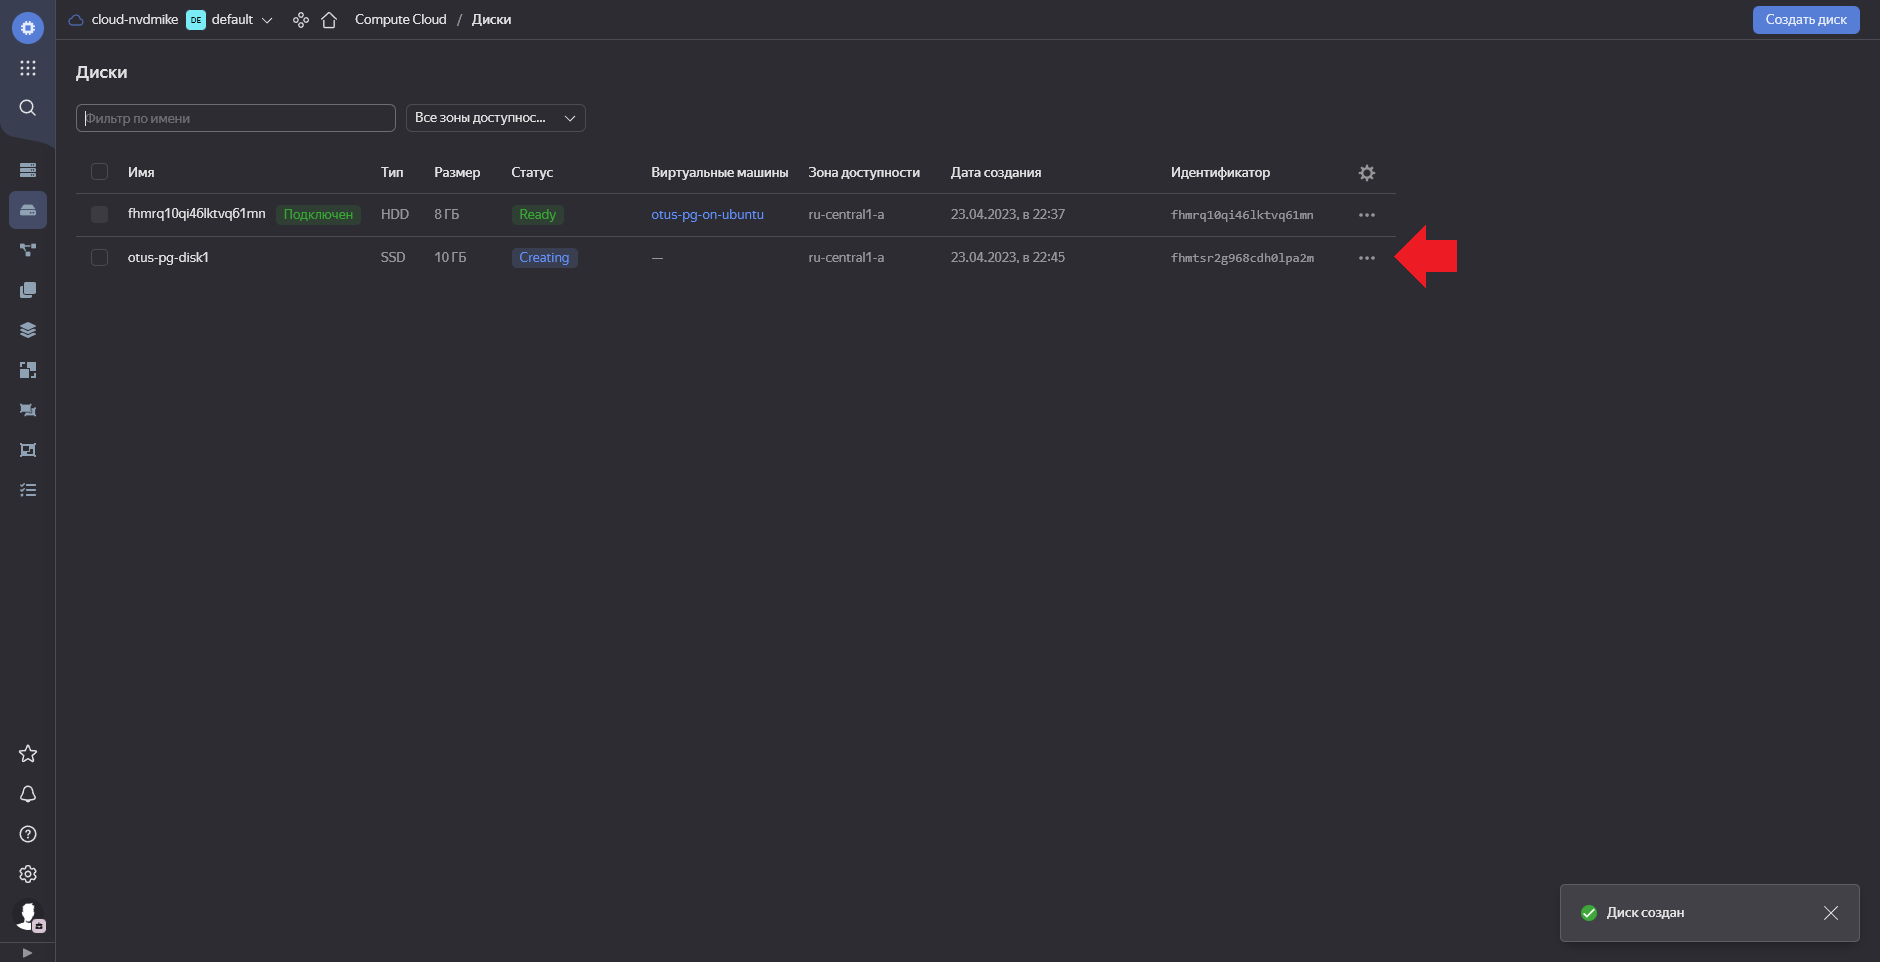 cloud-nvdmike DE default Compute Cloud / Диски Создать диск
Диски
Фильтр по имени Все зоны доступнос...
Имя Тип Размер Статус Виртуальные машины Зона доступности Дата создания Идентификатор
fhmrq10qi46lktvq61mn Подключен HDD 8 ГБ Ready otus-pg-on-ubuntu ru-central1-a 23.04.2023, в 22:37 fhmrq10qi46lktvq61mn
otus-pg-disk1 SSD 10 ГБ Creating — ru-central1-a 23.04.2023, в 22:45 fhmtsr2g968cdh0lpa2m
Диск создан